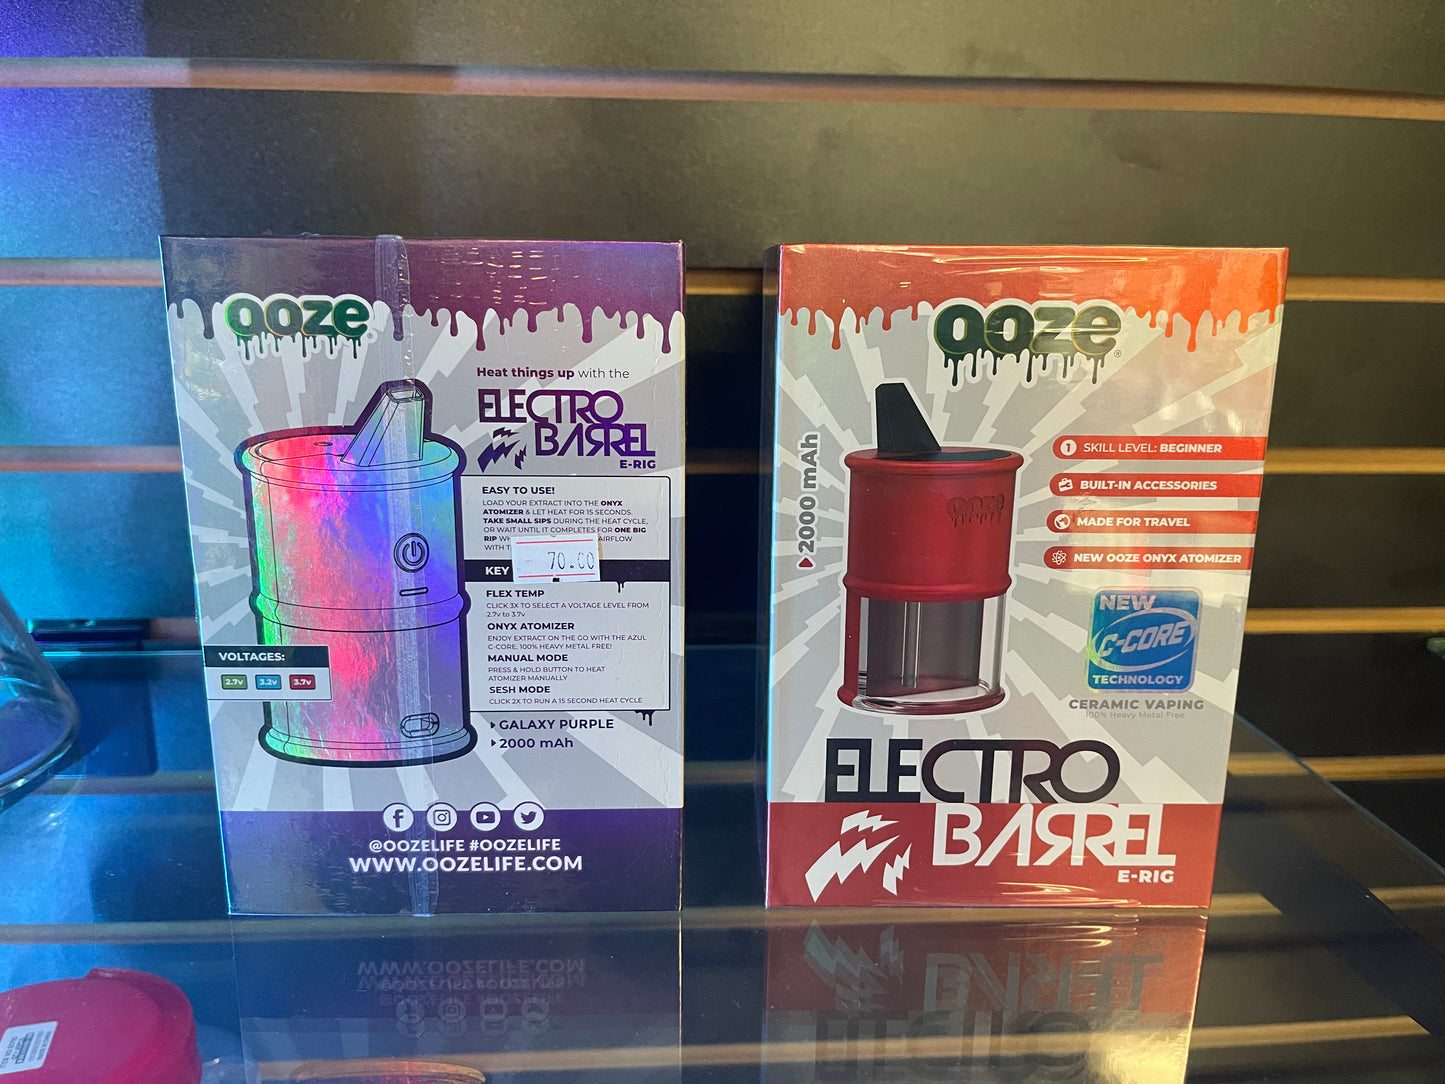 ooze
Heat things up with the
ELECTRO
BARREL
E-RIG
EASY TO USE!
LOAD YOUR EXTRACT INTO THE ONYX
ATOMIZER & LET HEAT FOR 15 SECONDS.
TAKE SMALL SIPS DURING THE HEAT CYCLE,
OR WAIT UNTIL IT COMPLETES FOR ONE BIG
RIP AIRFLOW
WITH
70.00
KEY
FLEX TEMP
CLICK 3X TO SELECT A VOLTAGE LEVEL FROM
2.7v to 3.7v
ONYX ATOMIZER
ENJOY EXTRACT ON THE GO WITH THE AZUL
C-CORE. 100% HEAVY METAL FREE!
MANUAL MODE
PRESS & HOLD BUTTON TO HEAT
ATOMIZER MANUALLY
SESH MODE
CLICK 2X TO RUN A 15 SECOND HEAT CYCLE
VOLTAGES:
2.7v 3.2v 3.7v
GALAXY PURPLE
2000 mAh
@OOZELIFE #OOZELIFE
WWW.OOZELIFE.COM
ooze
2000 mAh
ooze
1 SKILL LEVEL: BEGINNER
BUILT-IN ACCESSORIES
MADE FOR TRAVEL
NEW OOZE ONYX ATOMIZER
NEW
C-CORE
TECHNOLOGY
CERAMIC VAPING
100% Heavy Metal Free
ELECTRO
BARREL
E-RIG